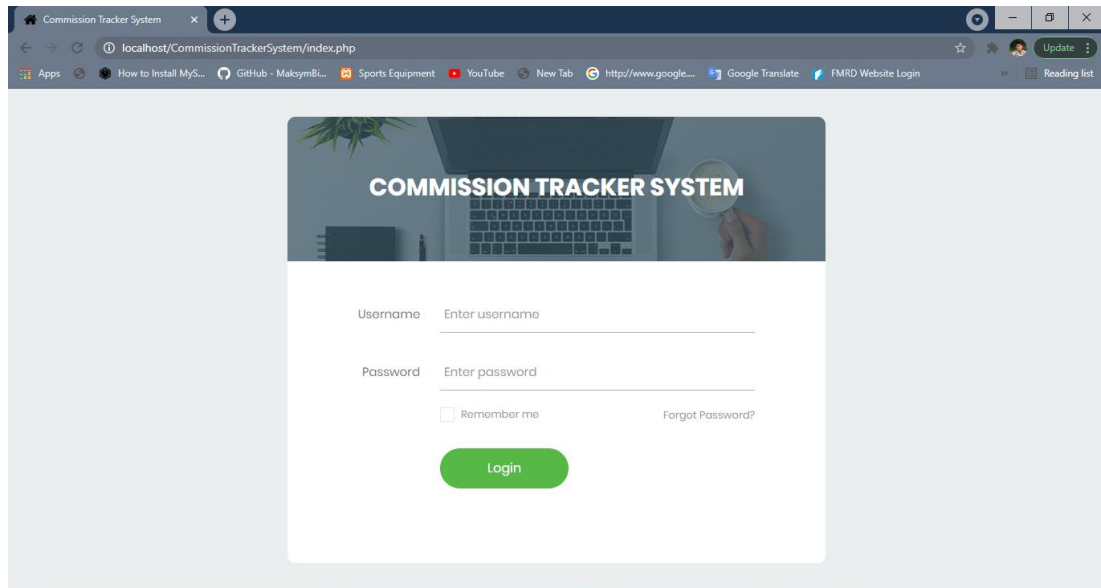 Commission Tracker System
localhost/CommissionTrackerSystem/index.php
Update
Apps How to Install MyS... GitHub - MaksymBi... Sports Equipment YouTube New Tab http://www.google.... Google Translate FMRD Website Login » Reading list
COMMISSION TRACKER SYSTEM
Username Enter username
Password Enter password
Remember me Forgot Password?
Login